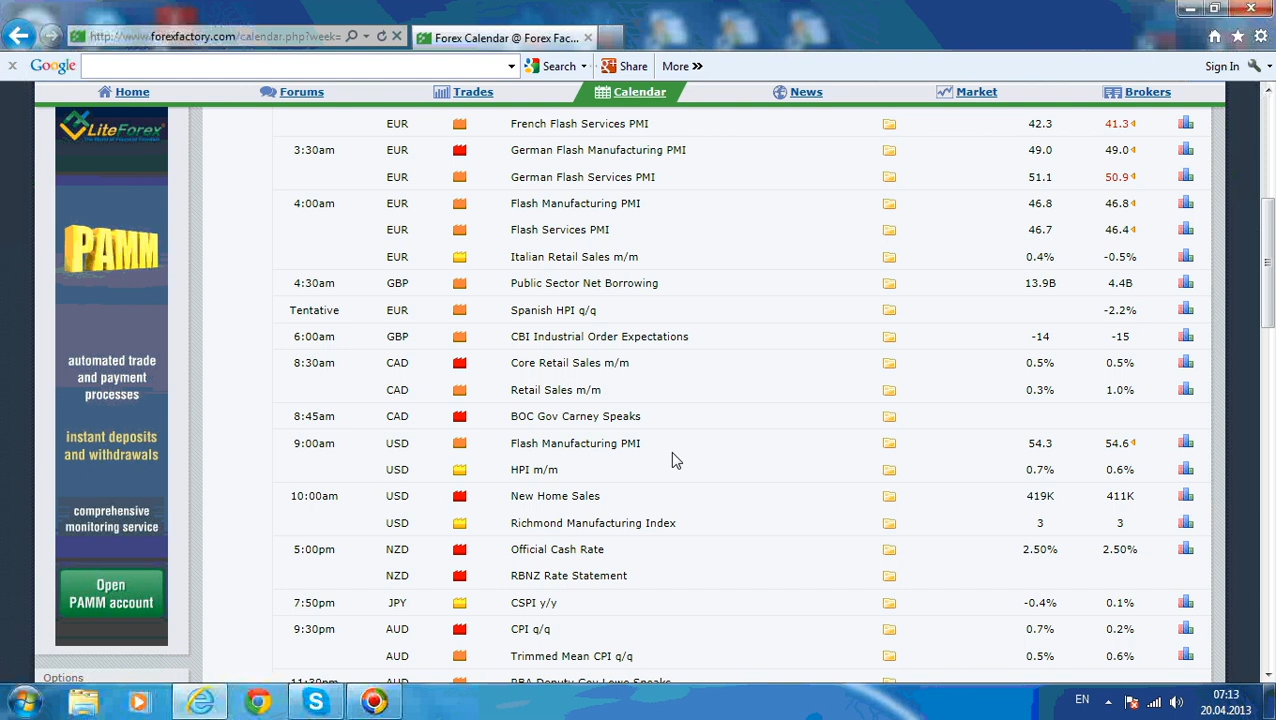 http://www.forexfactory.com/calendar.php?week=
Forex Calendar @ Forex Fac...
Google
Search
Share
More »
Sign In
Home
Forums
Trades
Calendar
News
Market
Brokers
LiteForex
PAMM
automated trade
and payment
processes
instant deposits
and withdrawals
comprehensive
monitoring service
Open
PAMM account
Options
EUR French Flash Services PMI 42.3 41.3
3:30am EUR German Flash Manufacturing PMI 49.0 49.0
EUR German Flash Services PMI 51.1 50.9
4:00am EUR Flash Manufacturing PMI 46.8 46.8
EUR Flash Services PMI 46.7 46.4
EUR Italian Retail Sales m/m 0.4% -0.5%
4:30am GBP Public Sector Net Borrowing 13.9B 4.4B
Tentative EUR Spanish HPI q/q -2.2%
6:00am GBP CBI Industrial Order Expectations -14 -15
8:30am CAD Core Retail Sales m/m 0.5% 0.5%
CAD Retail Sales m/m 0.3% 1.0%
8:45am CAD BOC Gov Carney Speaks
9:00am USD Flash Manufacturing PMI 54.3 54.6
USD HPI m/m 0.7% 0.6%
10:00am USD New Home Sales 419K 411K
USD Richmond Manufacturing Index 3 3
5:00pm NZD Official Cash Rate 2.50% 2.50%
NZD RBNZ Rate Statement
7:50pm JPY CSPI y/y -0.4% 0.1%
9:30pm AUD CPI q/q 0.7% 0.2%
AUD Trimmed Mean CPI q/q 0.5% 0.6%
11:30pm AUD RBA Deputy Gov Lowe Speaks
EN
07:13
20.04.2013